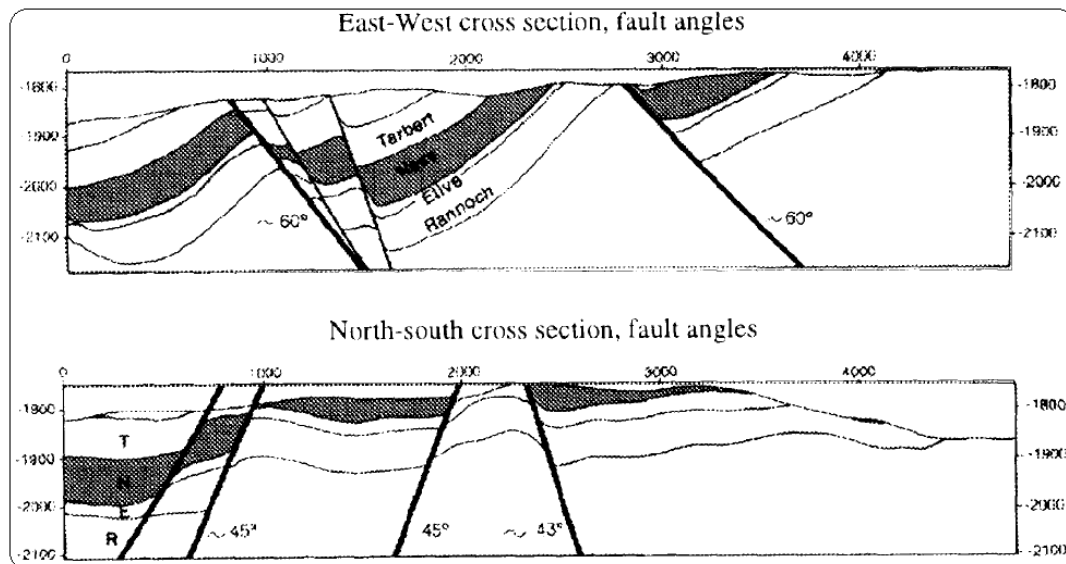 East-West cross section, fault angles
0 1000 2000 3000 4000
-1800 -1800
-1900 -1900
-2000 -2000
-2100 -2100
Tarbert
Ness
Etive
Rannoch
~ 60° ~ 60°
North-south cross section, fault angles
0 1000 2000 3000 4000
-1800 -1800
T
-1900 -1900
N
-2000 -2000
E
R ~ 45° 45° ~ 43°
-2100 -2100